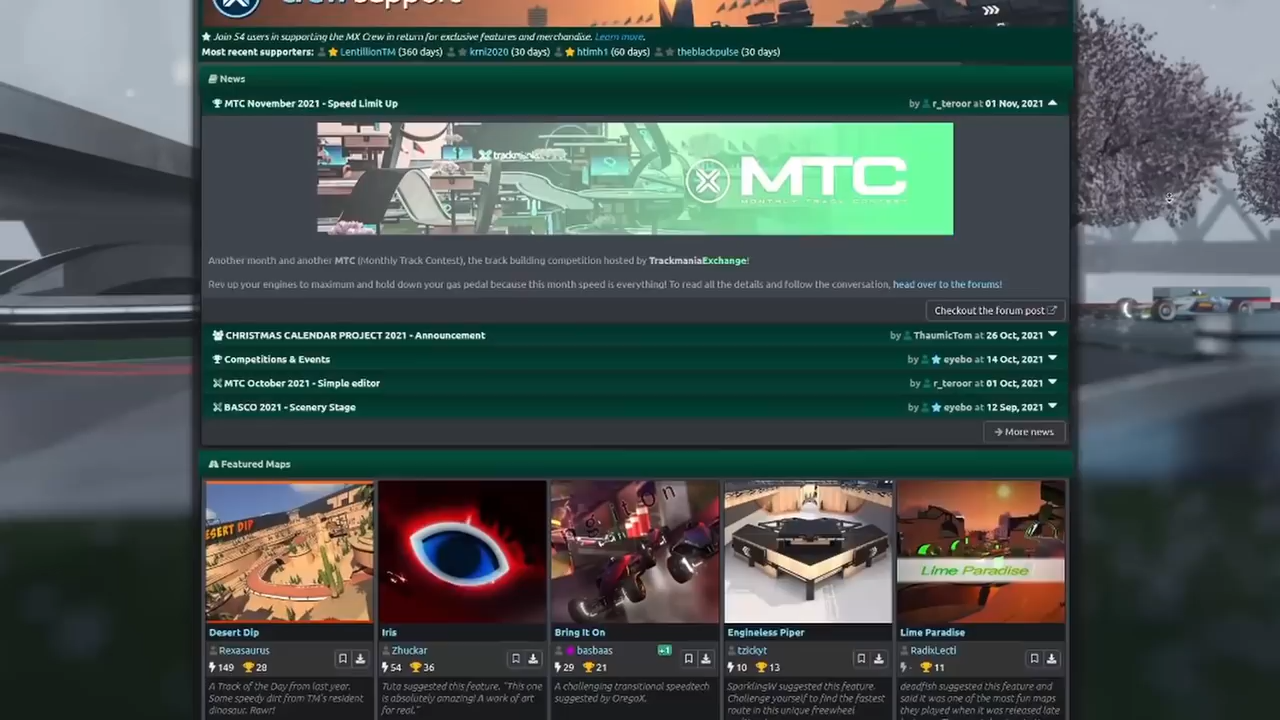 Crew Support
Join 54 users in supporting the MX Crew in return for exclusive features and merchandise. Learn more.
Most recent supporters: LentillionTM (360 days) krni2020 (30 days) htimh1 (60 days) theblackpulse (30 days)
News
MTC November 2021 - Speed Limit Up by r_teroor at 01 Nov, 2021
trackmania
MTC
MONTHLY TRACK CONTEST
Another month and another MTC (Monthly Track Contest), the track building competition hosted by TrackmaniaExchange!
Rev up your engines to maximum and hold down your gas pedal because this month speed is everything! To read all the details and follow the conversation, head over to the forums!
Checkout the forum post
CHRISTMAS CALENDAR PROJECT 2021 - Announcement by ThaumicTom at 26 Oct, 2021
Competitions & Events by eyebo at 14 Oct, 2021
MTC October 2021 - Simple editor by r_teroor at 01 Oct, 2021
BASCO 2021 - Scenery Stage by eyebo at 12 Sep, 2021
More news
Featured Maps
DESERT DIP
Lime Paradise
Desert Dip Iris Bring It On Engineless Piper Lime Paradise
Rexasaurus Zhuckar basbaas +1 tzickyt RadixLectI
149 28 54 36 29 21 10 13 - 11
A Track of the Day from last year. Tuta suggested this feature. "This one A challenging transitional speedtech SparklingW suggested this feature. deadfish suggested this feature and
Some speedy dirt from TM's resident is absolutely amazing! A work of art suggested by OregoX. Challenge yourself to find the fastest said it was one of the most fun maps
dinosaur. Rawr! for real." route in this unique freewheel they played when it was released late